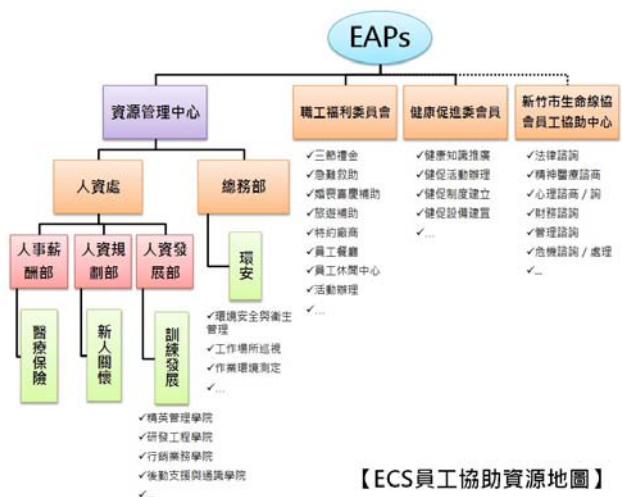 EAPs
資源管理中心
職工福利委員會
健康促進委會員
新竹市生命線協
會員工協助中心
人資處
總務部
✓三節禮金
✓急難救助
✓婚喪喜慶補助
✓旅遊補助
✓特約廠商
✓員工餐廳
✓員工休閒中心
✓活動辦理
✓...
✓健康知識推廣
✓健促活動辦理
✓健促制度建立
✓健促設備建置
✓...
✓法律諮詢
✓精神醫療諮商
✓心理諮商/詢
✓財務諮詢
✓管理諮詢
✓危機諮詢/處理
✓...
人事薪
酬部
人資規
劃部
人資發
展部
環安
醫療保險
新人關懷
訓練發展
✓環境安全與衛生
管理
✓工作場所巡視
✓作業環境測定
✓...
✓精英管理學院
✓研發工程學院
✓行銷業務學院
✓後勤支援與通識學院
✓...
【ECS員工協助資源地圖】